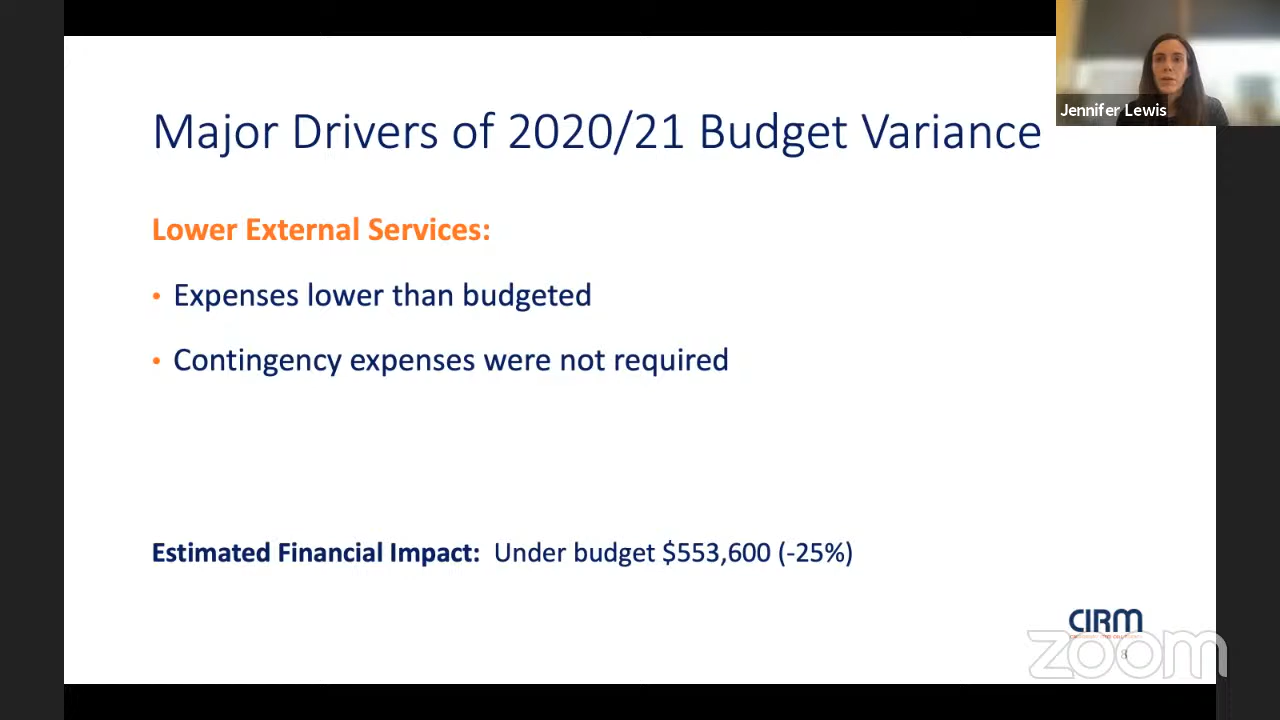 Jennifer Lewis
Major Drivers of 2020/21 Budget Variance
Lower External Services:
• Expenses lower than budgeted
• Contingency expenses were not required
Estimated Financial Impact: Under budget $553,600 (-25%)
CIRM
zoom
8